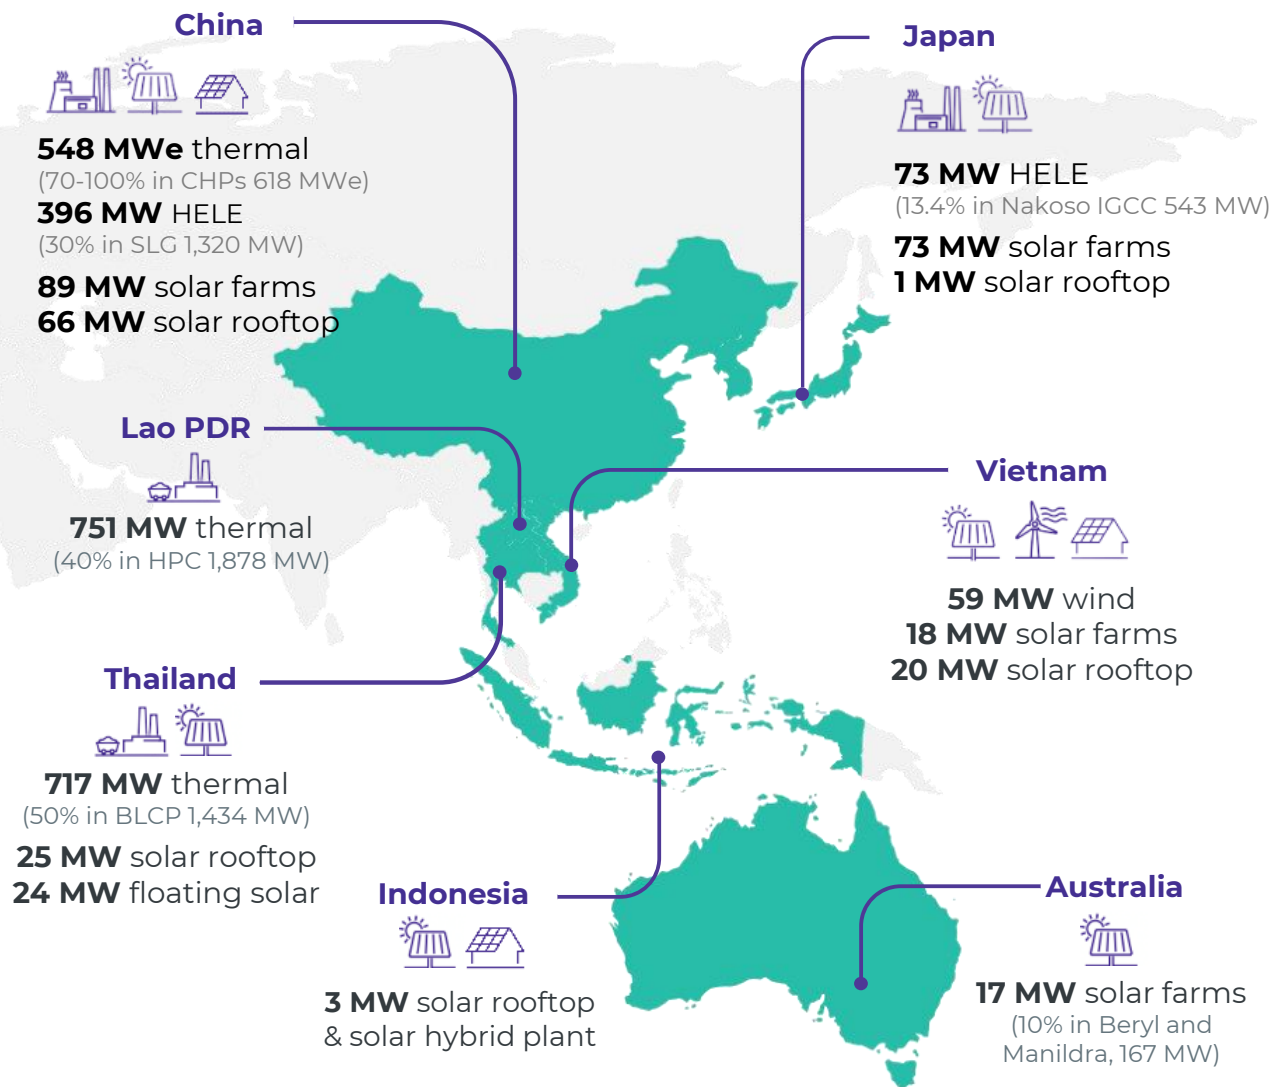 China
548 MWe thermal
(70-100% in CHPs 618 MWe)
396 MW HELE
(30% in SLG 1,320 MW)
89 MW solar farms
66 MW solar rooftop
Japan
73 MW HELE
(13.4% in Nakoso IGCC 543 MW)
73 MW solar farms
1 MW solar rooftop
Lao PDR
751 MW thermal
(40% in HPC 1,878 MW)
Vietnam
59 MW wind
18 MW solar farms
20 MW solar rooftop
Thailand
717 MW thermal
(50% in BLCP 1,434 MW)
25 MW solar rooftop
24 MW floating solar
Indonesia
3 MW solar rooftop
& solar hybrid plant
Australia
17 MW solar farms
(10% in Beryl and
Manildra, 167 MW)